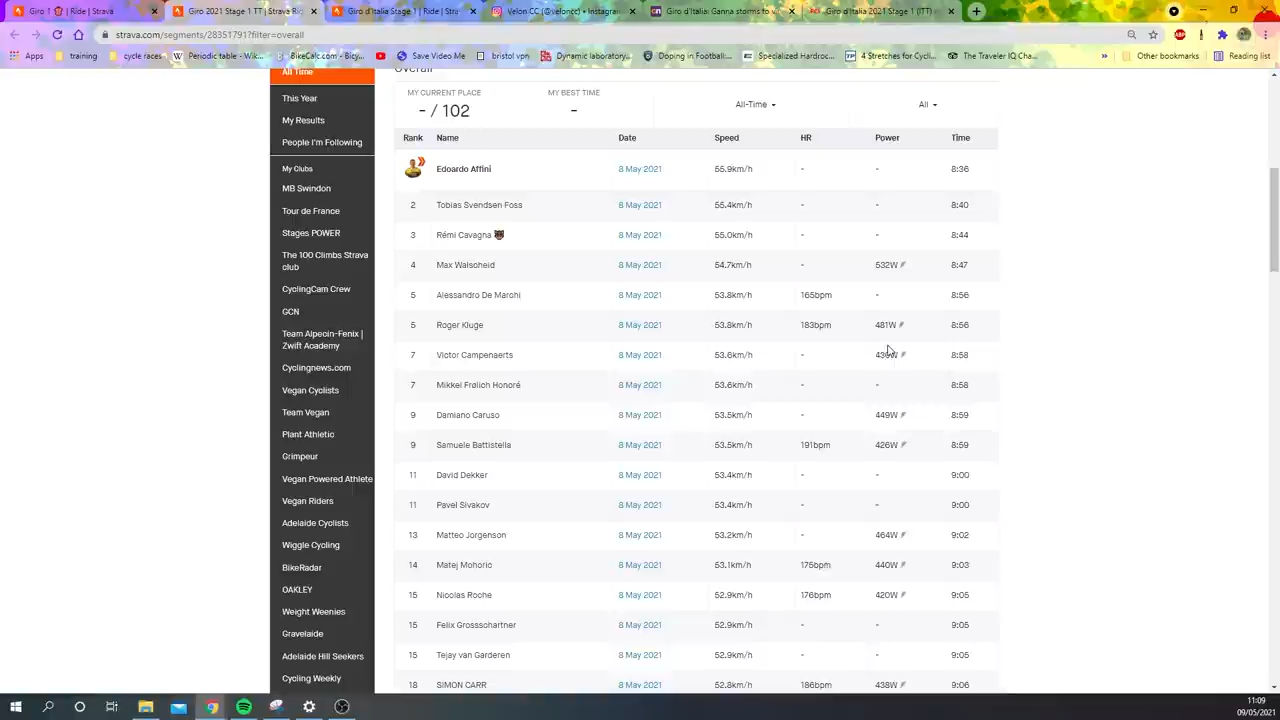 Giro d'Italia Stage 1 | Ride | Str
Giro 2021 Stage 1 TT | Ride | Strav
Giro d'Italia Stage 1 | Ride | Strav
Velon CC (@veloncc) • Instagram
Giro d'Italia: Ganna storms to vi
Giro d'Italia 2021 Stage 1 (ITT) re
strava.com/segments/28351791?filter=overall
Apps
training
cycle races
Periodic table - Wi
BikeCalc.com - Bicy...
Save Video Me
bristol vpn
Dynamic laboratory...
Doping in Football...
Specialized Hardroc...
4 Stretches for Cycli...
The Traveler IQ Cha...
»
Other bookmarks
Reading list
All Time
Overall
This Year
My Results
People I'm Following
My Clubs
MB Swindon
Tour de France
Stages POWER
The 100 Climbs Strava
club
CyclingCam Crew
GCN
Team Alpecin-Fenix |
Zwift Academy
Cyclingnews.com
Vegan Cyclists
Team Vegan
Plant Athletic
Grimpeur
Vegan Powered Athlete
Vegan Riders
Adelaide Cyclists
Wiggle Cycling
BikeRadar
OAKLEY
Weight Weenies
Gravelaide
Adelaide Hill Seekers
Cycling Weekly
MY CURRENT PLACE MY BEST TIME
- / 102 - All-Time All
Rank Name Date Speed HR Power Time
Edoardo Affini 8 May 2021 55.9km/h - - 8:36
2 Tobias Svendsen Foss 8 May 2021 55.4km/h - - 8:40
3 Rémi Cavagna 🐻 8 May 2021 55.0km/h - - 8:44
4 Max Walscheid 8 May 2021 54.7km/h - 532W 8:47
5 Alessandro De Marchi 8 May 2021 53.8km/h 165bpm - 8:56
5 Roger Kluge 8 May 2021 53.8km/h 183bpm 481W 8:56
7 Victor Campenaerts 8 May 2021 53.6km/h - 8:58
7 Mikkel Frølich Honoré 8 May 2021 53.6km/h - - 8:58
9 Damiano Caruso 8 May 2021 53.5km/h - 449W 8:59
9 Samuele Battistella 8 May 2021 53.5km/h 191bpm 426W 8:59
11 David Dekker 8 May 2021 53.4km/h - - 9:00
11 Pavel Sivakov 8 May 2021 53.4km/h - - 9:00
13 Matteo Jorgenson 8 May 2021 53.2km/h - 464W 9:02
14 Matej Mohoric 8 May 2021 53.1km/h 175bpm 440W 9:03
15 Nicolas Roche 8 May 2021 52.9km/h 176bpm 420W 9:05
15 Felix Grossschartner 8 May 2021 52.9km/h - - 9:05
15 Tejay van Garderen 8 May 2021 52.9km/h - - 9:05
18 SIMON CARR 8 May 2021 52.8km/h 186bpm 438W 9:06
11:09
09/05/2021